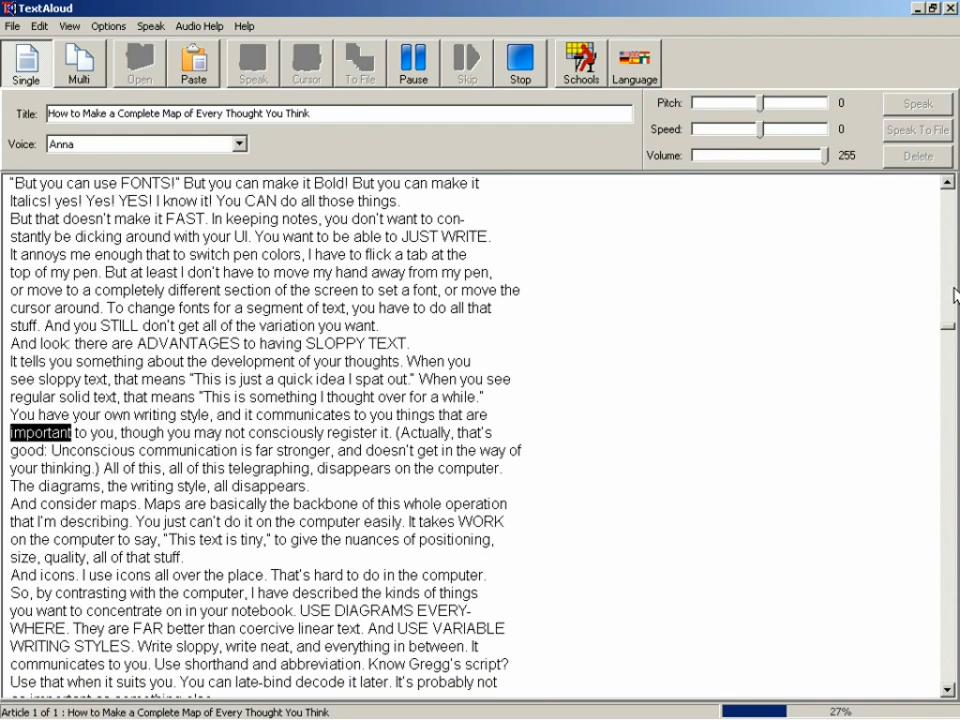 TextAloud
File Edit View Options Speak Audio Help Help
Single Multi Open Paste Speak Cursor To File Pause Skip Stop Schools Language
Title: How to Make a Complete Map of Every Thought You Think
Voice: Anna
Pitch: 0 Speak
Speed: 0 Speak To File
Volume: 255 Delete
"But you can use FONTS!" But you can make it Bold! But you can make it
Italics! yes! Yes! YES! I know it! You CAN do all those things.
But that doesn't make it FAST. In keeping notes, you don't want to con-
stantly be dicking around with your UI. You want to be able to JUST WRITE.
It annoys me enough that to switch pen colors, I have to flick a tab at the
top of my pen. But at least I don't have to move my hand away from my pen,
or move to a completely different section of the screen to set a font, or move the
cursor around. To change fonts for a segment of text, you have to do all that
stuff. And you STILL don't get all of the variation you want.
And look: there are ADVANTAGES to having SLOPPY TEXT.
It tells you something about the development of your thoughts. When you
see sloppy text, that means "This is just a quick idea I spat out." When you see
regular solid text, that means "This is something I thought over for a while."
You have your own writing style, and it communicates to you things that are
important to you, though you may not consciously register it. (Actually, that's
good: Unconscious communication is far stronger, and doesn't get in the way of
your thinking.) All of this, all of this telegraphing, disappears on the computer.
The diagrams, the writing style, all disappears.
And consider maps. Maps are basically the backbone of this whole operation
that I'm describing. You just can't do it on the computer easily. It takes WORK
on the computer to say, "This text is tiny," to give the nuances of positioning,
size, quality, all of that stuff.
And icons. I use icons all over the place. That's hard to do in the computer.
So, by contrasting with the computer, I have described the kinds of things
you want to concentrate on in your notebook. USE DIAGRAMS EVERY-
WHERE. They are FAR better than coercive linear text. And USE VARIABLE
WRITING STYLES. Write sloppy, write neat, and everything in between. It
communicates to you. Use shorthand and abbreviation. Know Gregg's script?
Use that when it suits you. You can late-bind decode it later. It's probably not
Article 1 of 1 : How to Make a Complete Map of Every Thought You Think 27%